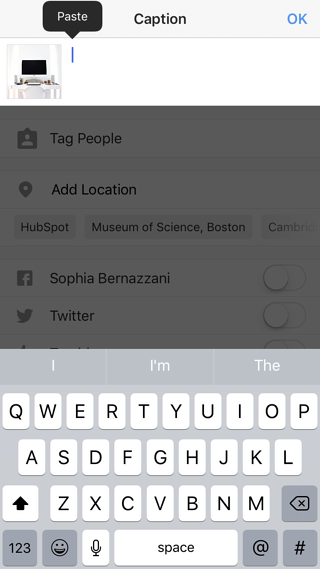 Paste
Caption OK
Tag People
Add Location
HubSpot Museum of Science, Boston Cambri
Sophia Bernazzani
Twitter
I I'm The
Q W E R T Y U I O P
A S D F G H J K L
Z X C V B N M
123 space @ #